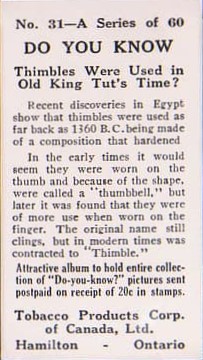 No. 31—A Series of 60
DO YOU KNOW
Thimbles Were Used in
Old King Tut's Time?
Recent discoveries in Egypt
show that thimbles were used as
far back as 1360 B.C. being made
of a composition that hardened
In the early times it would
seem they were worn on the
thumb and because of the shape,
were called a "thumbbell," but
later it was found that they were
of more use when worn on the
finger. The original name still
clings, but in modern times was
contracted to "Thimble."
Attractive album to hold entire collec-
tion of "Do-you-know?" pictures sent
postpaid on receipt of 20c in stamps.
Tobacco Products Corp.
of Canada, Ltd.
Hamilton - Ontario